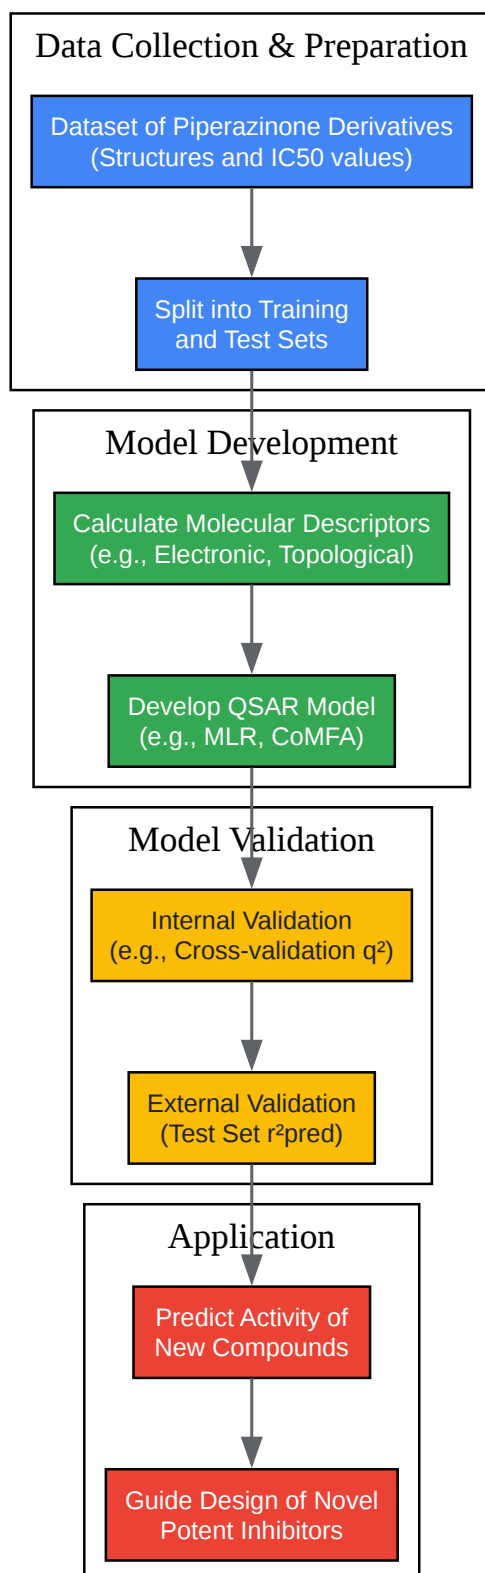 Data Collection & Preparation
Dataset of Piperazinone Derivatives
(Structures and IC50 values)
Split into Training
and Test Sets
Model Development
Calculate Molecular Descriptors
(e.g., Electronic, Topological)
Develop QSAR Model
(e.g., MLR, CoMFA)
Model Validation
Internal Validation
(e.g., Cross-validation q²)
External Validation
(Test Set r²pred)
Application
Predict Activity of
New Compounds
Guide Design of Novel
Potent Inhibitors